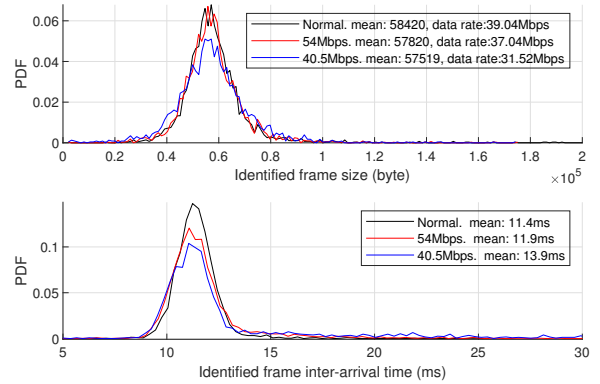 0.06
0.04
0.02
0
PDF
Normal. mean: 58420, data rate:39.04Mbps
54Mbps. mean: 57820, data rate:37.04Mbps
40.5Mbps. mean: 57519, data rate:31.52Mbps
0 0.2 0.4 0.6 0.8 1 1.2 1.4 1.6 1.8 2
Identified frame size (byte)
×10⁵
0.1
0.05
0
PDF
Normal. mean: 11.4ms
54Mbps. mean: 11.9ms
40.5Mbps. mean: 13.9ms
5 10 15 20 25 30
Identified frame inter-arrival time (ms)